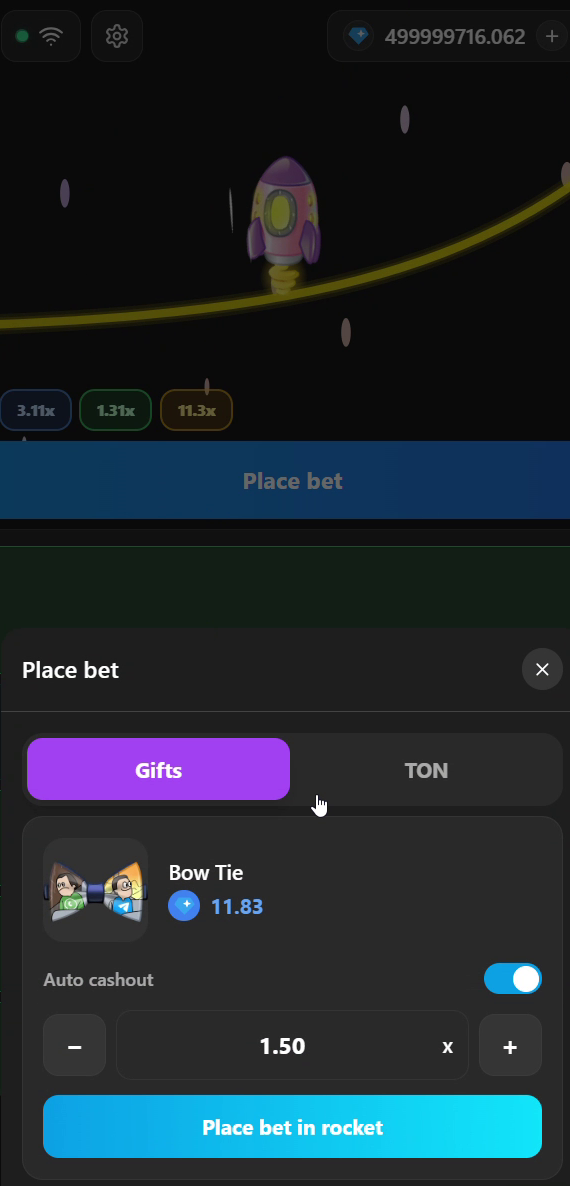 499999716.062 +
3.11x 1.31x 11.3x
Place bet
Place bet
Gifts TON
Bow Tie
11.83
Auto cashout
− 1.50 x +
Place bet in rocket